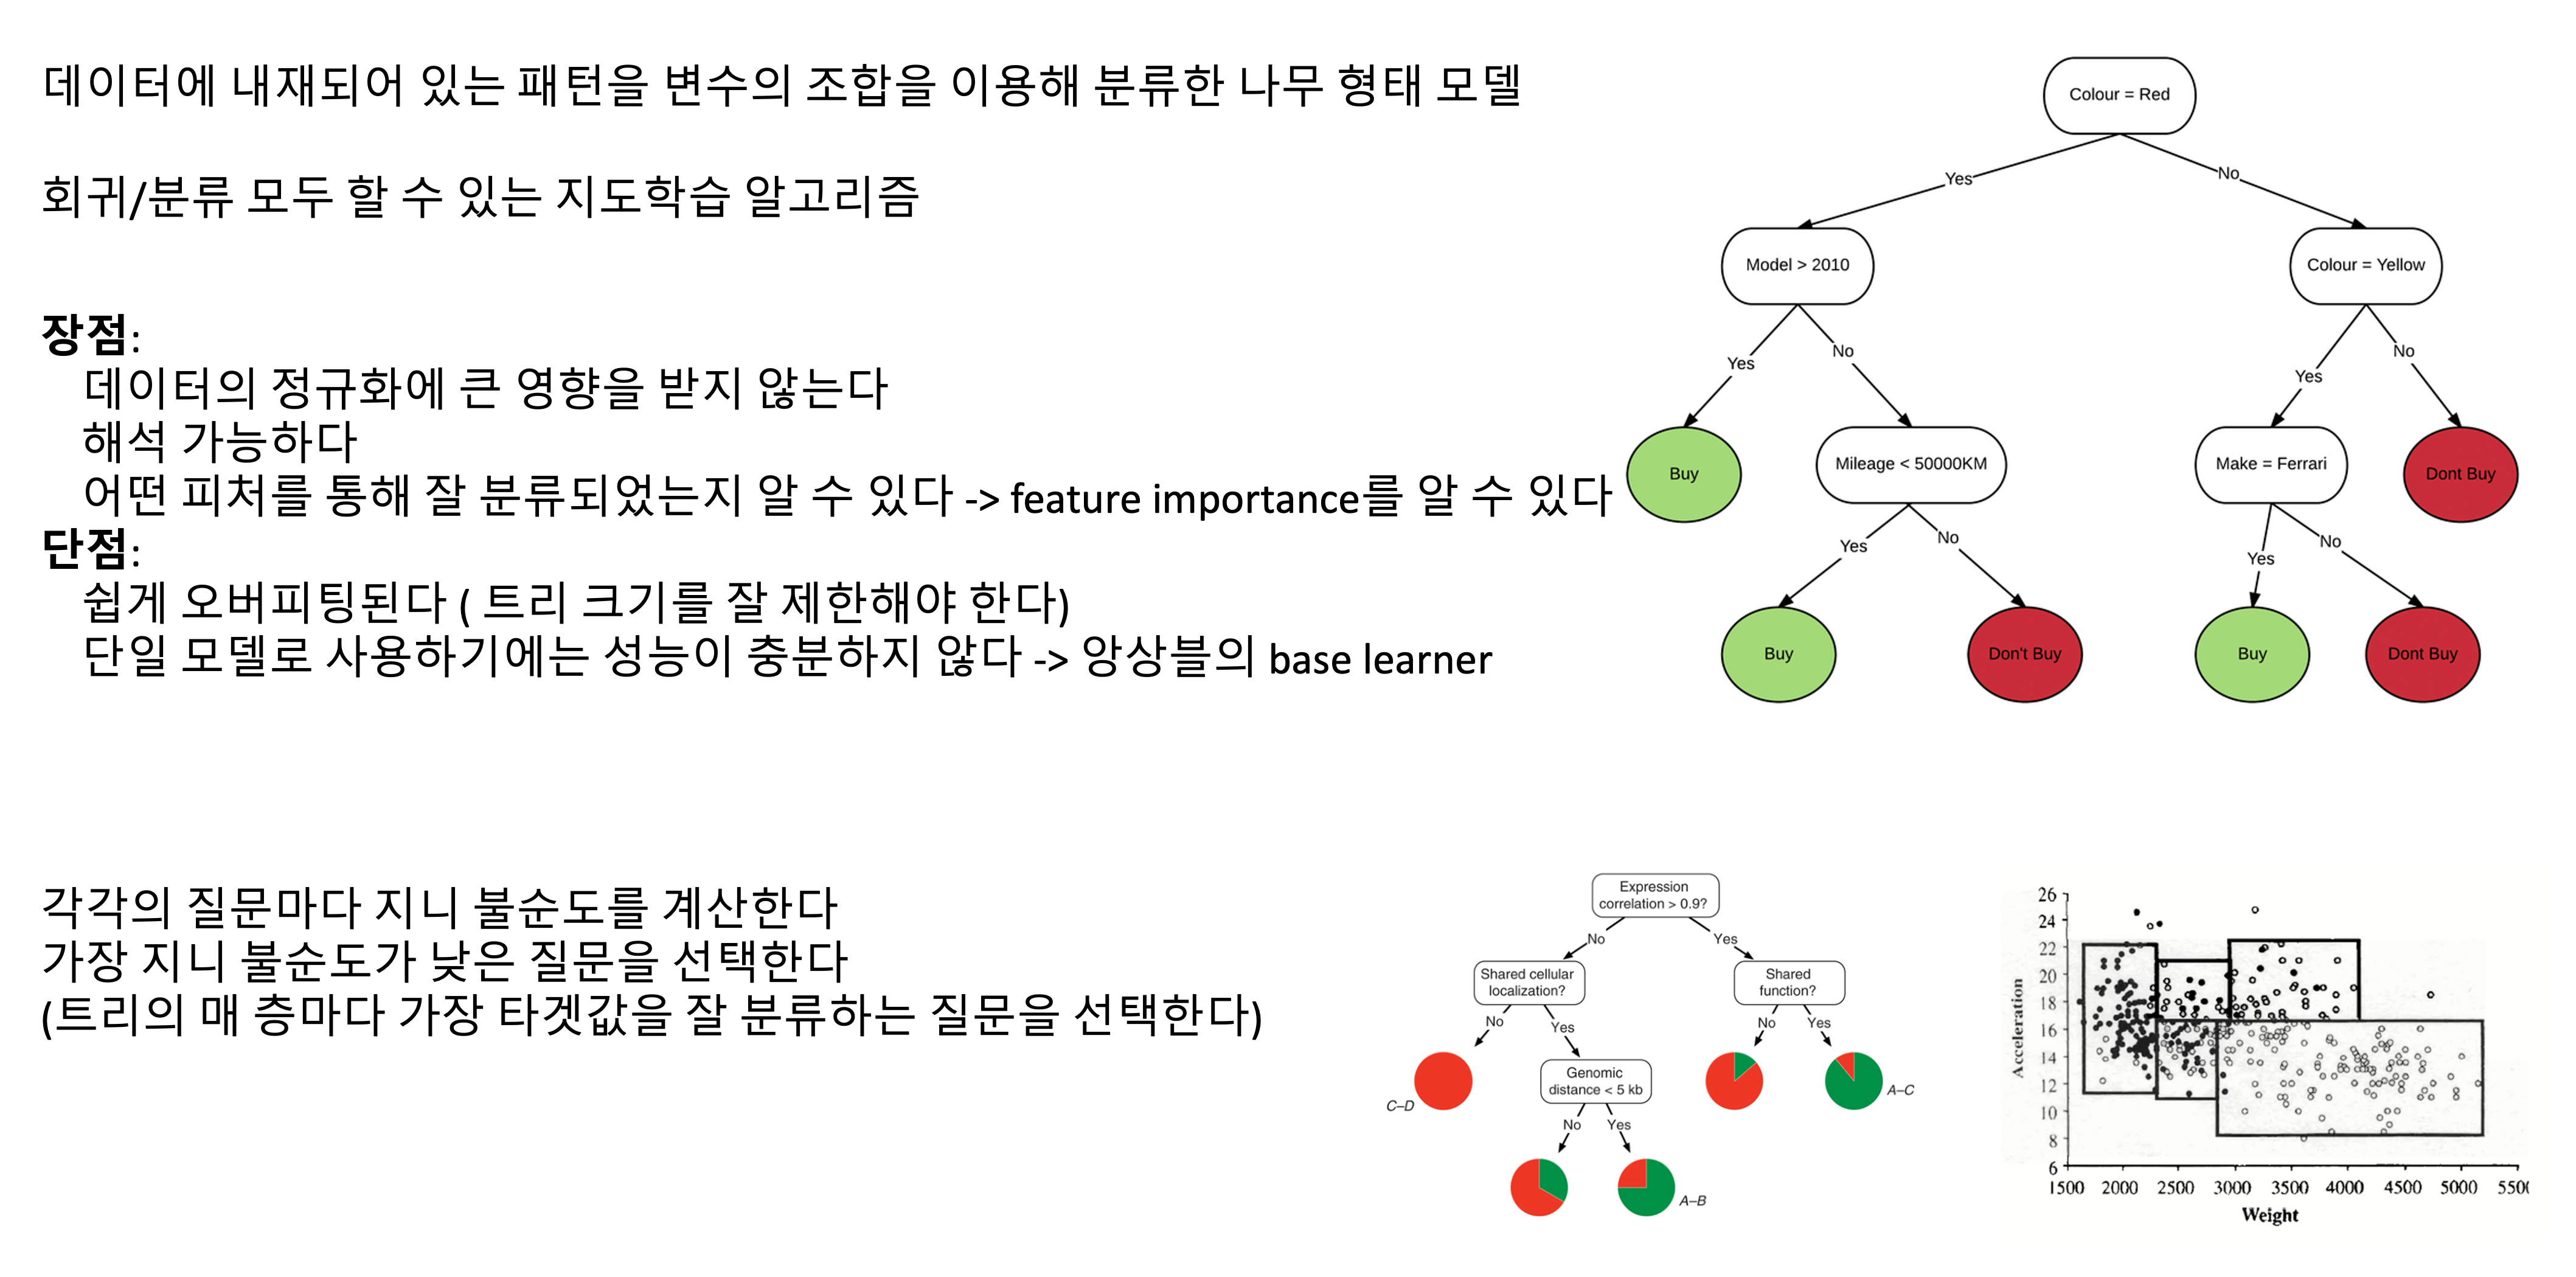 데이터에 내재되어 있는 패턴을 변수의 조합을 이용해 분류한 나무 형태 모델
회귀/분류 모두 할 수 있는 지도학습 알고리즘
장점:
데이터의 정규화에 큰 영향을 받지 않는다
해석 가능하다
어떤 피처를 통해 잘 분류되었는지 알 수 있다 -> feature importance를 알 수 있다
단점:
쉽게 오버피팅된다 ( 트리 크기를 잘 제한해야 한다)
단일 모델로 사용하기에는 성능이 충분하지 않다 -> 앙상블의 base learner
Colour = Red
Yes
No
Model > 2010
Colour = Yellow
Yes
No
Yes
No
Buy
Mileage < 50000KM
Make = Ferrari
Dont Buy
Yes
No
Yes
No
Buy
Don't Buy
Buy
Dont Buy
각각의 질문마다 지니 불순도를 계산한다
가장 지니 불순도가 낮은 질문을 선택한다
(트리의 매 층마다 가장 타겟값을 잘 분류하는 질문을 선택한다)
Expression
correlation > 0.9?
No
Yes
Shared cellular
localization?
Shared
function?
No
Yes
No
Yes
C–D
Genomic
distance < 5 kb
A–C
No
Yes
A–B
26
24
22
20
18
16
14
12
10
8
6
Acceleration
1500 2000 2500 3000 3500 4000 4500 5000 550
Weight